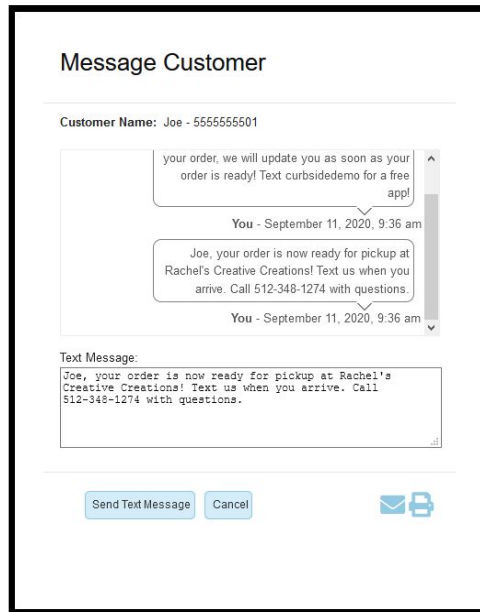 Message Customer
Customer Name: Joe - 5555555501
your order, we will update you as soon as your
order is ready! Text curbsidedemo for a free
app!
You - September 11, 2020, 9:36 am
Joe, your order is now ready for pickup at
Rachel's Creative Creations! Text us when you
arrive. Call 512-348-1274 with questions.
You - September 11, 2020, 9:36 am
Text Message:
Joe, your order is now ready for pickup at Rachel's
Creative Creations! Text us when you arrive. Call
512-348-1274 with questions.
Send Text Message Cancel